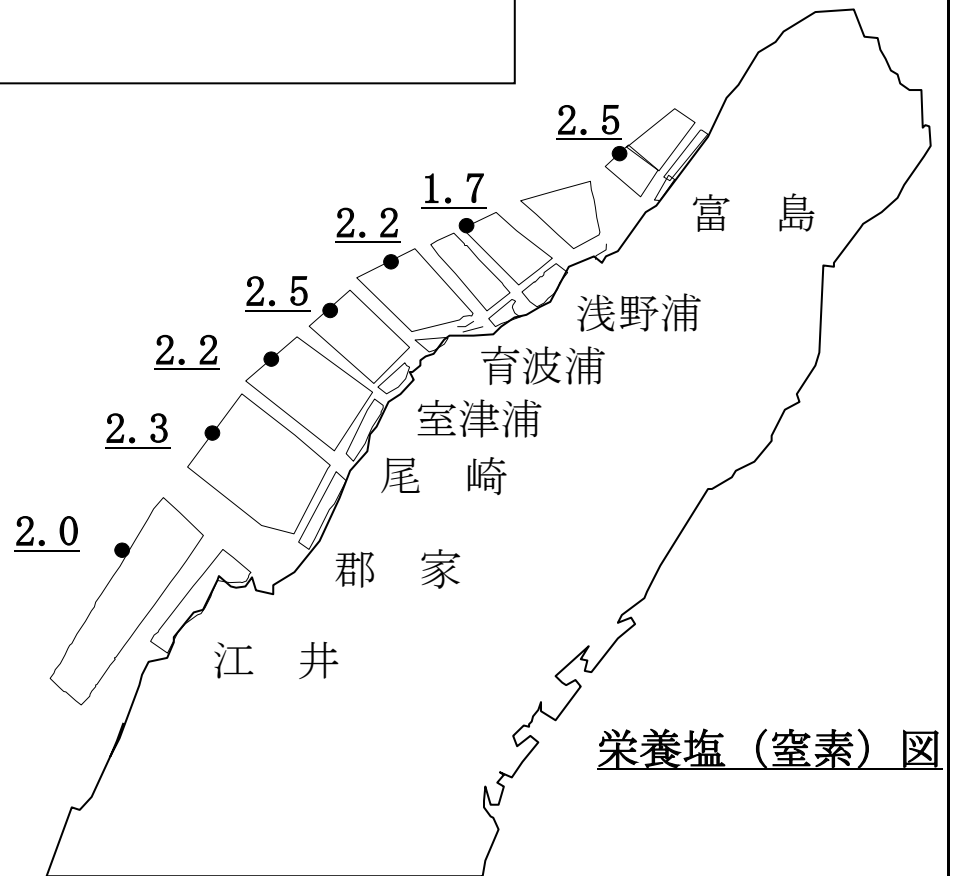 2.5
富　島
1.7
2.2
浅野浦
2.5
育波浦
2.2
室津浦
2.3
尾　崎
2.0
郡　家
江　井
栄養塩（窒素）図